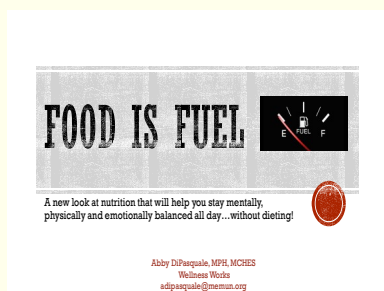 FOOD IS FUEL
E FUEL F
A new look at nutrition that will help you stay mentally,
physically and emotionally balanced all day...without dieting!
Abby DiPasquale, MPH, MCHES
Wellness Works
adipasquale@memun.org